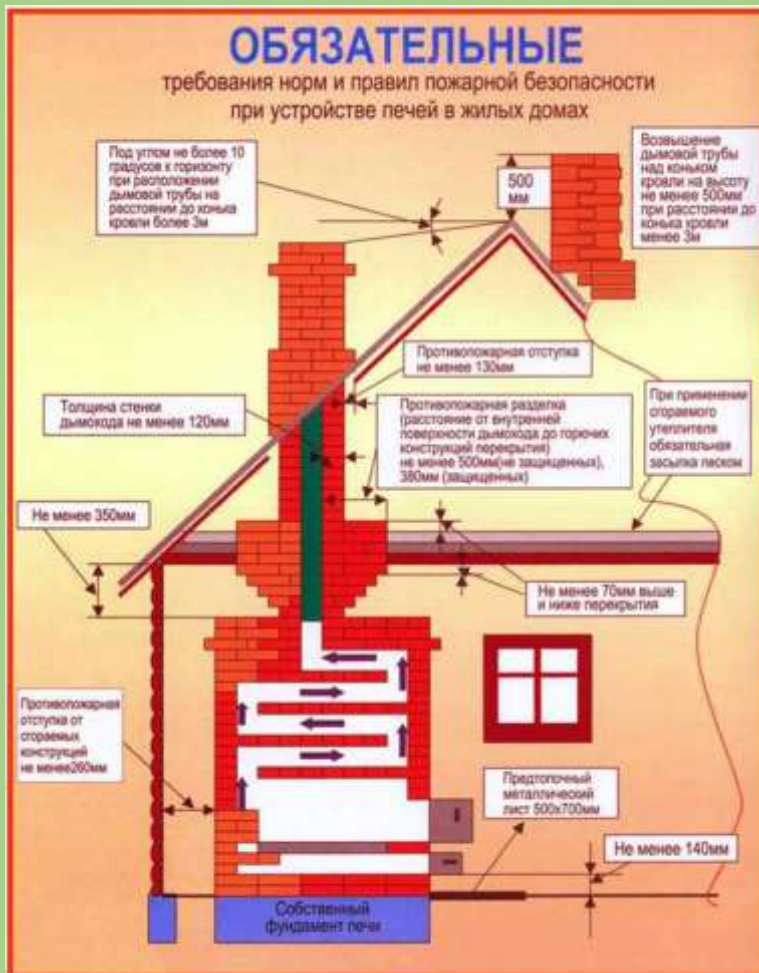 ОБЯЗАТЕЛЬНЫЕ
требования норм и правил пожарной безопасности
при устройстве печей в жилых домах
Под углом не более 10
градусов к горизонту
при расположении
дымовой трубы на
расстоянии до конька
кровли более 3м
500
мм
Возвышение
дымовой трубы
над коньком
кровли на высоту
не менее 500мм
при расстоянии до
конька кровли
менее 3м
Противопожарная отступка
не менее 130мм
Толщина стенки
дымохода не менее 120мм
Противопожарная разделка
(расстояние от внутренней
поверхности дымохода до горючих
конструкций перекрытия)
не менее 500мм(не защищенных),
380мм (защищенных)
При применении
сгораемого
утеплителя
обязательная
засыпка песком
Не менее 350мм
Не менее 70мм выше
и ниже перекрытия
Противопожарная
отступка от
сгораемых
конструкций
не менее260мм
Предтопочный
металлический
лист 500х700мм
Не менее 140мм
Собственный
фундамент печи